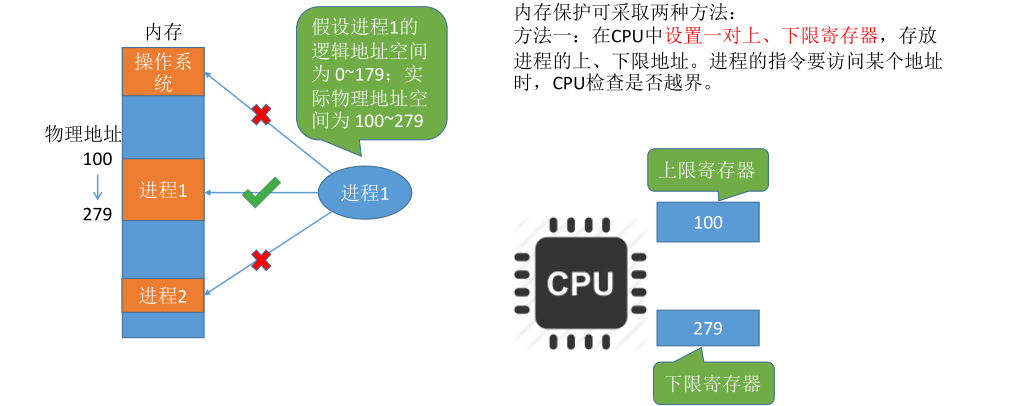 内存
操作系
统
物理地址
100
279
进程1
进程2
假设进程1的
逻辑地址空间
为 0~179；实
际物理地址空
间为 100~279
进程1
内存保护可采取两种方法：
方法一：在CPU中设置一对上、下限寄存器，存放
进程的上、下限地址。进程的指令要访问某个地址
时，CPU检查是否越界。
上限寄存器
100
CPU
279
下限寄存器